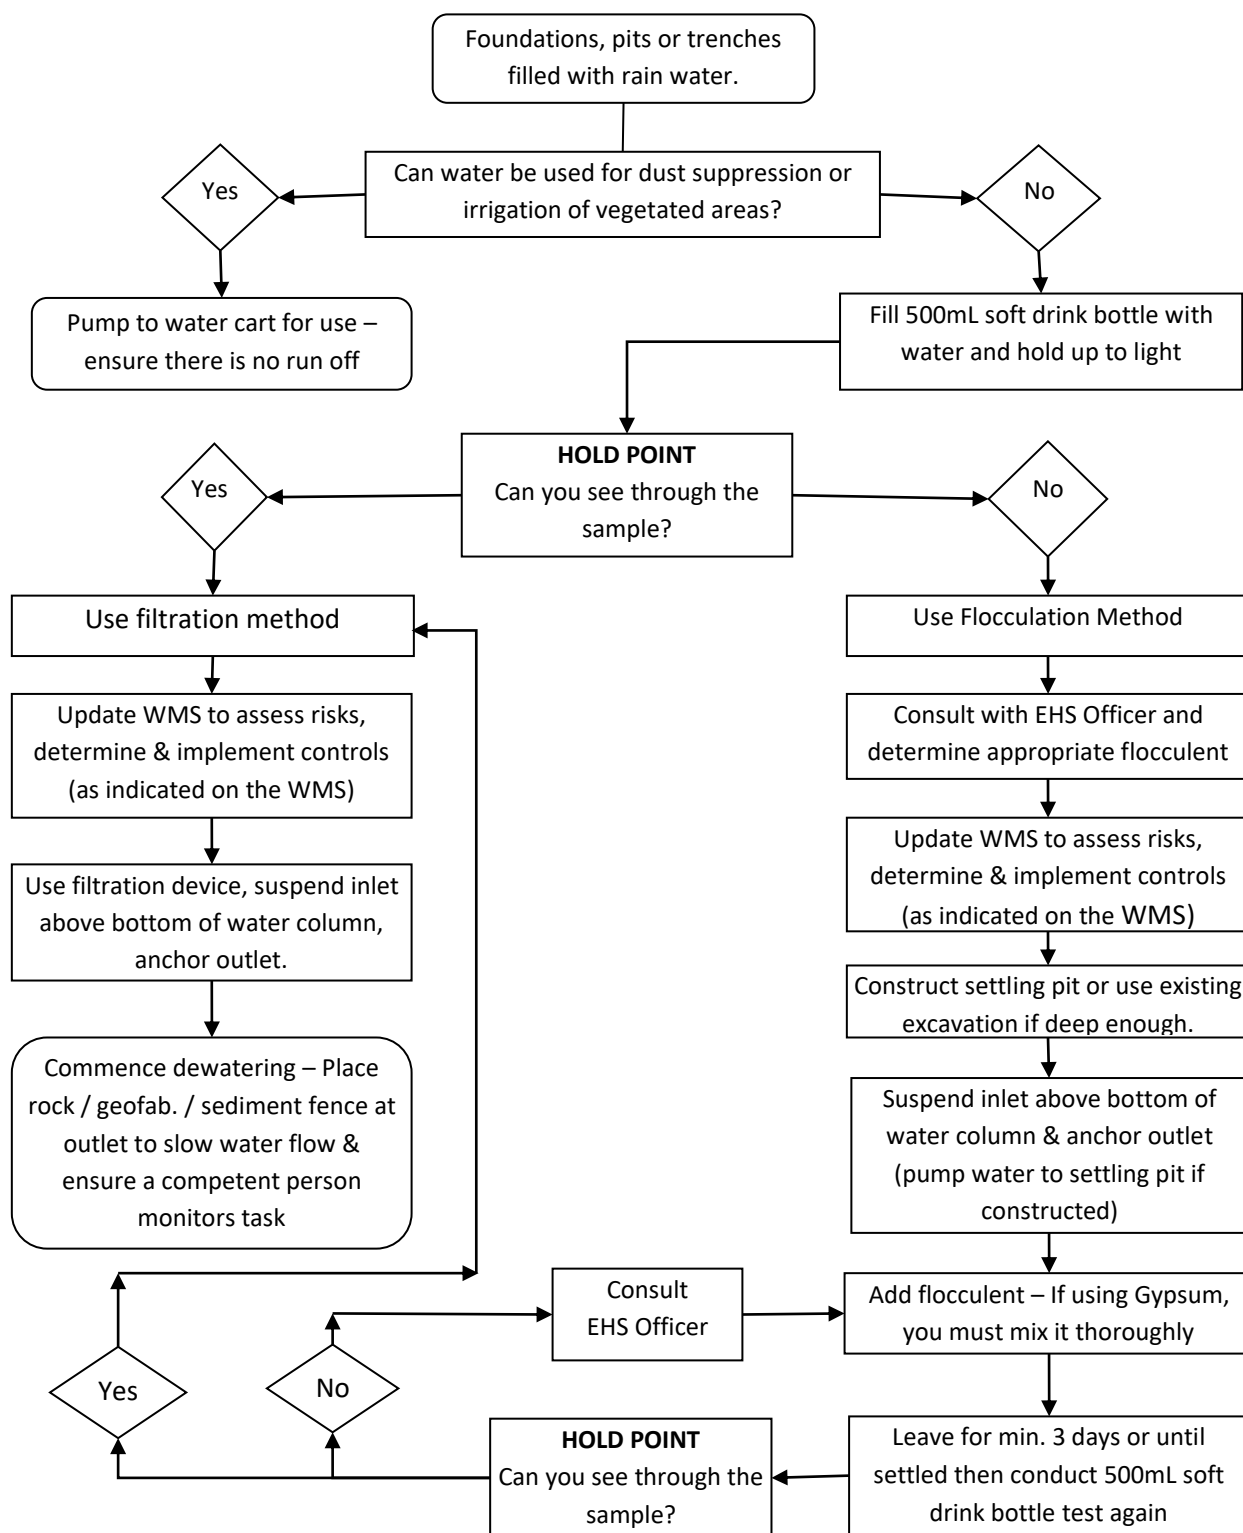 Foundations, pits or trenches
filled with rain water.
Can water be used for dust suppression or
irrigation of vegetated areas?
Yes
No
Pump to water cart for use –
ensure there is no run off
Fill 500mL soft drink bottle with
water and hold up to light
HOLD POINT
Can you see through the
sample?
Yes
No
Use filtration method
Update WMS to assess risks,
determine & implement controls
(as indicated on the WMS)
Use filtration device, suspend inlet
above bottom of water column,
anchor outlet.
Commence dewatering – Place
rock / geofab. / sediment fence at
outlet to slow water flow &
ensure a competent person
monitors task
Use Flocculation Method
Consult with EHS Officer and
determine appropriate flocculent
Update WMS to assess risks,
determine & implement controls
(as indicated on the WMS)
Construct settling pit or use existing
excavation if deep enough.
Suspend inlet above bottom of
water column & anchor outlet
(pump water to settling pit if
constructed)
Add flocculent – If using Gypsum,
you must mix it thoroughly
Leave for min. 3 days or until
settled then conduct 500mL soft
drink bottle test again
HOLD POINT
Can you see through the
sample?
Yes
No
Consult
EHS Officer